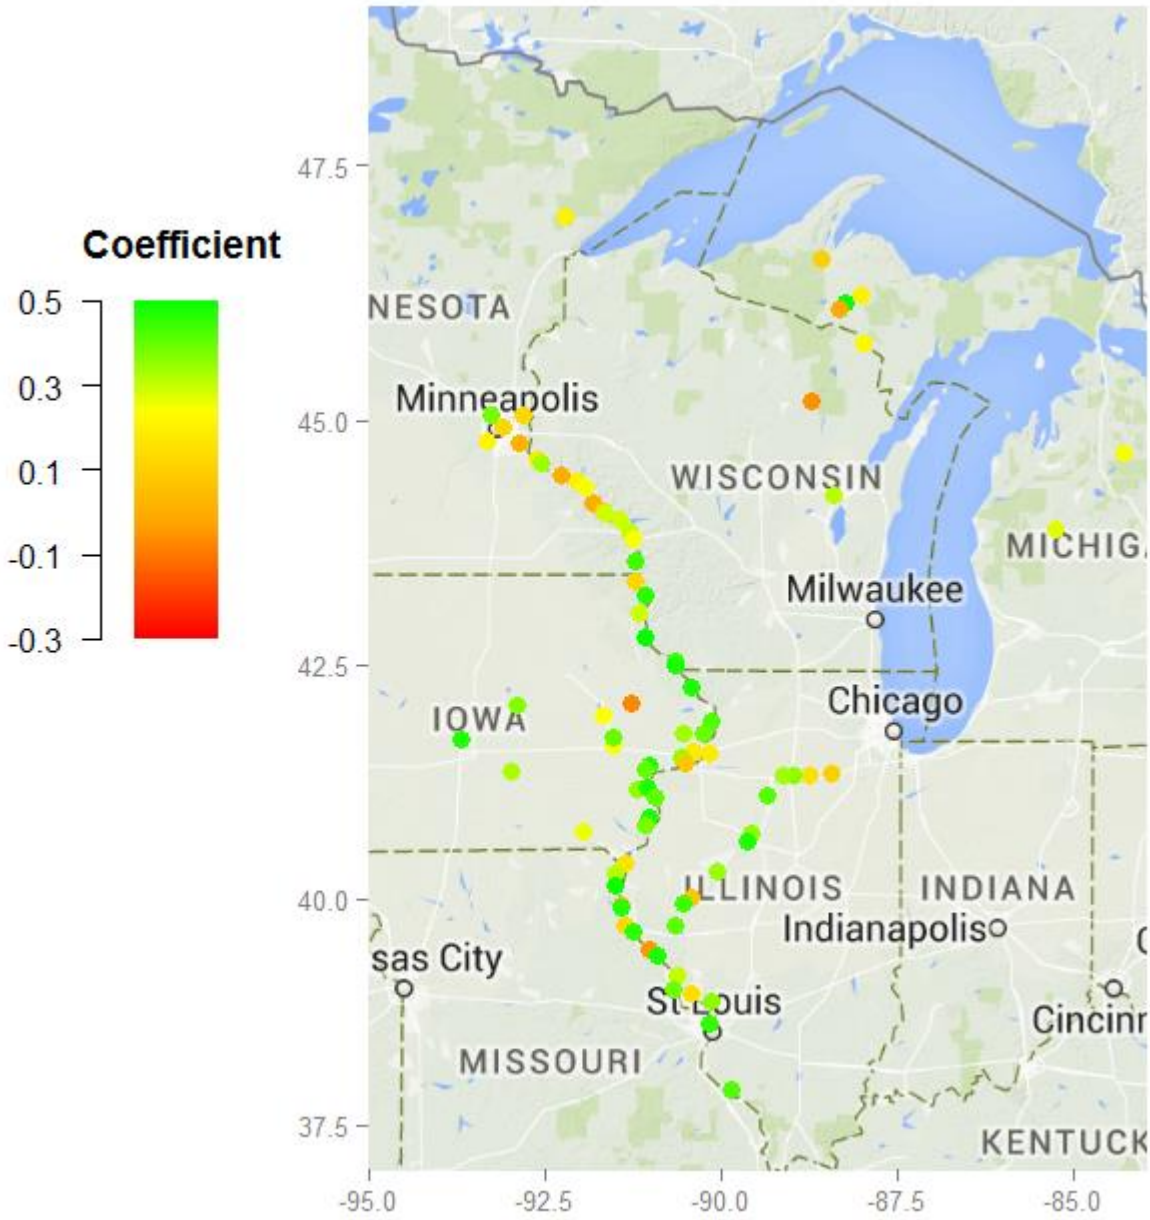 Coefficient
0.5
0.3
0.1
-0.1
-0.3
47.5
45.0
42.5
40.0
37.5
-95.0
-92.5
-90.0
-87.5
-85.0
NESOTA
Minneapolis
WISCONSIN
MICHIG
Milwaukee
Chicago
IOWA
ILLINOIS
INDIANA
Indianapolis
sas City
St Louis
C
Cincinn
MISSOURI
KENTUCK